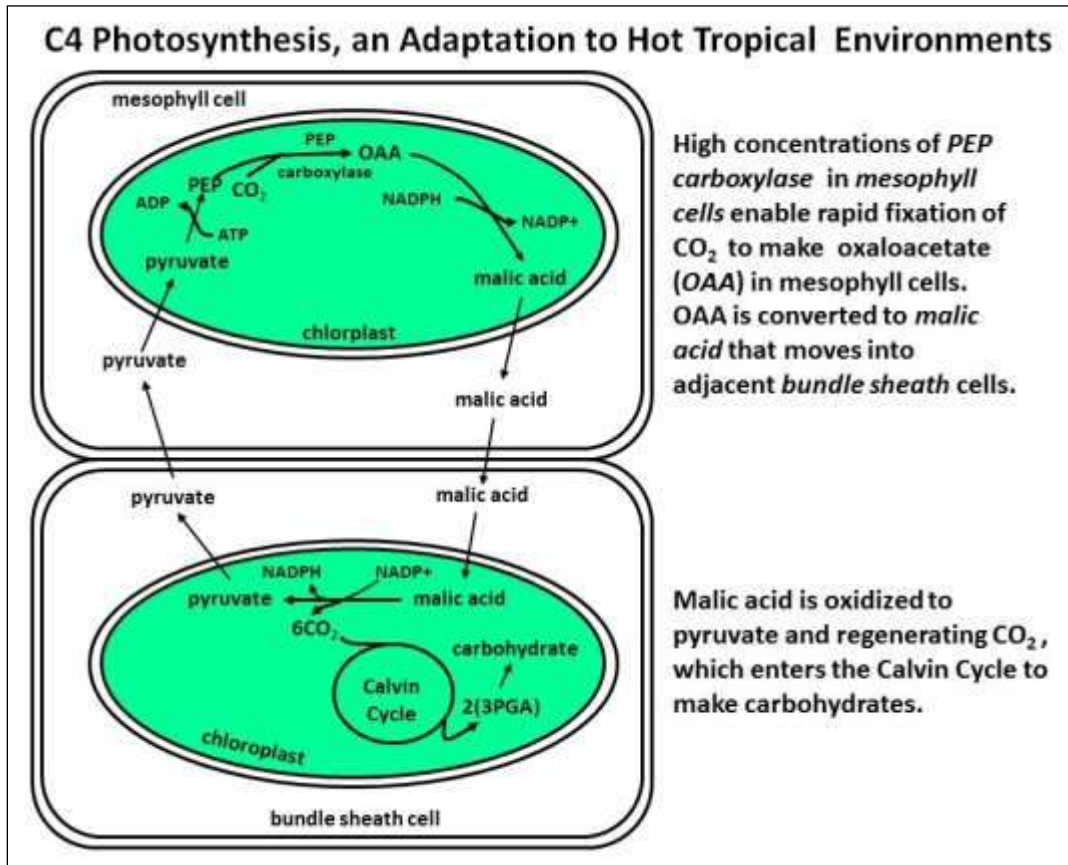 C4 Photosynthesis, an Adaptation to Hot Tropical Environments
mesophyll cell
PEP
carboxylase
OAA
PEP
CO₂
ADP
ATP
NADPH
NADP+
pyruvate
malic acid
chlorplast
pyruvate
malic acid
High concentrations of PEP
carboxylase in mesophyll
cells enable rapid fixation of
CO₂ to make oxaloacetate
(OAA) in mesophyll cells.
OAA is converted to malic
acid that moves into
adjacent bundle sheath cells.
pyruvate
malic acid
NADPH
NADP+
pyruvate
malic acid
6CO₂
carbohydrate
Calvin
Cycle
2(3PGA)
chloroplast
bundle sheath cell
Malic acid is oxidized to
pyruvate and regenerating CO₂ ,
which enters the Calvin Cycle to
make carbohydrates.